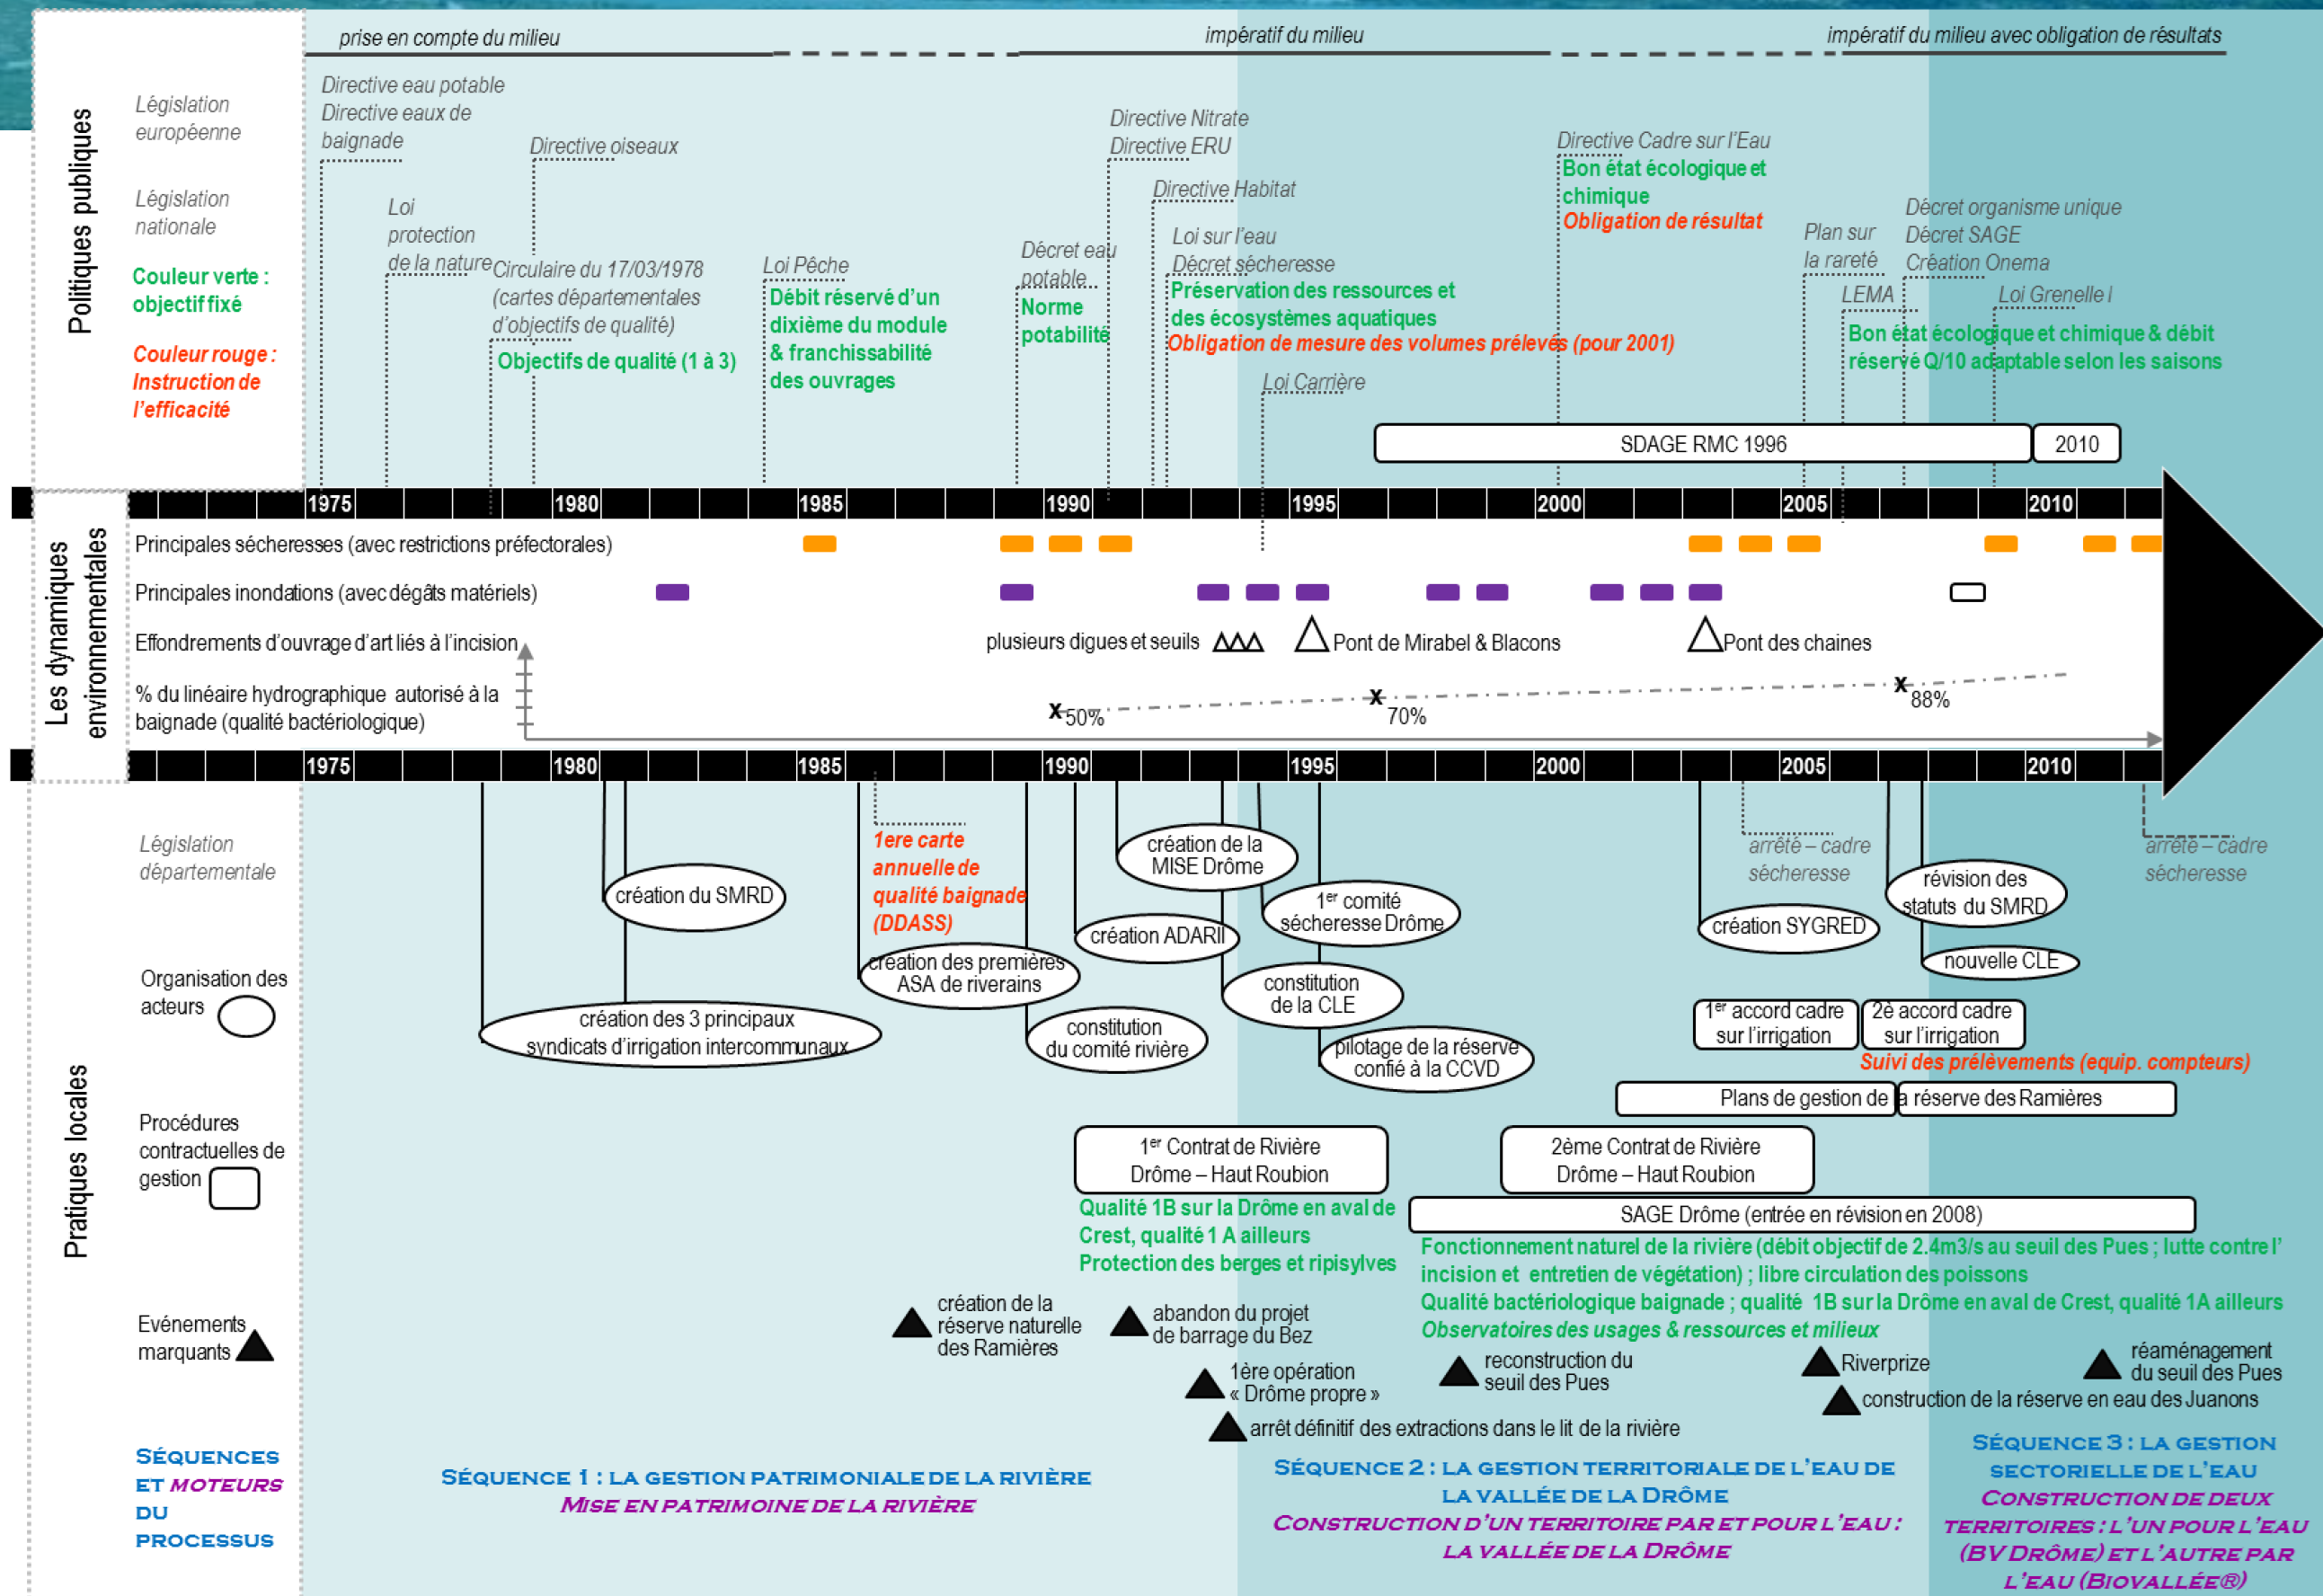 prise en compte du milieu
impératif du milieu
impératif du milieu avec obligation de résultats
Politiques publiques
Législation
européenne
Législation
nationale
Couleur verte :
objectif fixé
Couleur rouge :
Instruction de
l'efficacité
Directive eau potable
Directive eaux de
baignade
Loi
protection
de la nature
Directive oiseaux
Circulaire du 17/03/1978
(cartes départementales
d'objectifs de qualité)
Objectifs de qualité (1 à 3)
Loi Pêche
Débit réservé d'un
dixième du module
& franchissabilité
des ouvrages
Décret eau
potable
Norme
potabilité
Directive Nitrate
Directive ERU
Directive Habitat
Loi sur l'eau
Décret sécheresse
Préservation des ressources et
des écosystèmes aquatiques
Obligation de mesure des volumes prélevés (pour 2001)
Loi Carrière
Directive Cadre sur l'Eau
Bon état écologique et
chimique
Obligation de résultat
Plan sur
la rareté
LEMA
Décret organisme unique
Décret SAGE
Création Onema
Loi Grenelle I
Bon état écologique et chimique & débit
réservé Q/10 adaptable selon les saisons
SDAGE RMC 1996
2010
1975 1980 1985 1990 1995 2000 2005 2010
Les dynamiques
environnementales
Principales sécheresses (avec restrictions préfectorales)
Principales inondations (avec dégâts matériels)
Effondrements d'ouvrage d'art liés à l'incision
plusieurs digues et seuils
Pont de Mirabel & Blacons
Pont des chaines
% du linéaire hydrographique autorisé à la
baignade (qualité bactériologique)
x 50%
x 70%
x 88%
1975 1980 1985 1990 1995 2000 2005 2010
Pratiques locales
Législation
départementale
1ere carte
annuelle de
qualité baignade
(DDASS)
arrêté – cadre
sécheresse
arrêté – cadre
sécheresse
Organisation des
acteurs
création du SMRD
création des 3 principaux
syndicats d'irrigation intercommunaux
création des premières
ASA de riverains
création de la
MISE Drôme
création ADARII
constitution
du comité rivière
1er comité
sécheresse Drôme
constitution
de la CLE
pilotage de la réserve
confié à la CCVD
création SYGRED
révision des
statuts du SMRD
nouvelle CLE
1er accord cadre
sur l'irrigation
2è accord cadre
sur l'irrigation
Suivi des prélèvements (equip. compteurs)
Plans de gestion de la réserve des Ramières
Procédures
contractuelles de
gestion
1er Contrat de Rivière
Drôme – Haut Roubion
2ème Contrat de Rivière
Drôme – Haut Roubion
Qualité 1B sur la Drôme en aval de
Crest, qualité 1 A ailleurs
Protection des berges et ripisylves
SAGE Drôme (entrée en révision en 2008)
Fonctionnement naturel de la rivière (débit objectif de 2.4m3/s au seuil des Pues ; lutte contre l'
incision et entretien de végétation) ; libre circulation des poissons
Qualité bactériologique baignade ; qualité 1B sur la Drôme en aval de Crest, qualité 1A ailleurs
Observatoires des usages & ressources et milieux
Evénements
marquants
création de la
réserve naturelle
des Ramières
abandon du projet
de barrage du Bez
1ère opération
« Drôme propre »
arrêt définitif des extractions dans le lit de la rivière
reconstruction du
seuil des Pues
Riverprize
construction de la réserve en eau des Juanons
réaménagement
du seuil des Pues
SÉQUENCES
ET MOTEURS
DU
PROCESSUS
SÉQUENCE 1 : LA GESTION PATRIMONIALE DE LA RIVIÈRE
MISE EN PATRIMOINE DE LA RIVIÈRE
SÉQUENCE 2 : LA GESTION TERRITORIALE DE L'EAU DE
LA VALLÉE DE LA DRÔME
CONSTRUCTION D'UN TERRITOIRE PAR ET POUR L'EAU :
LA VALLÉE DE LA DRÔME
SÉQUENCE 3 : LA GESTION
SECTORIELLE DE L'EAU
CONSTRUCTION DE DEUX
TERRITOIRES : L'UN POUR L'EAU
(BV DRÔME) ET L'AUTRE PAR
L'EAU (BIOVALLÉE®)